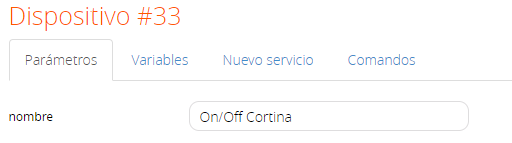 Dispositivo #33
Parámetros Variables Nuevo servicio Comandos
nombre On/Off Cortina